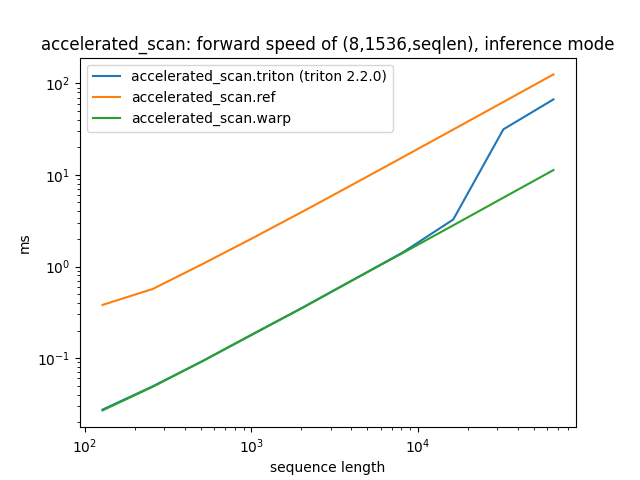 accelerated_scan: forward speed of (8,1536,seqlen), inference mode
accelerated_scan.triton (triton 2.2.0)
accelerated_scan.ref
accelerated_scan.warp
10²
10¹
10⁰
10⁻¹
ms
10²
10³
10⁴
sequence length